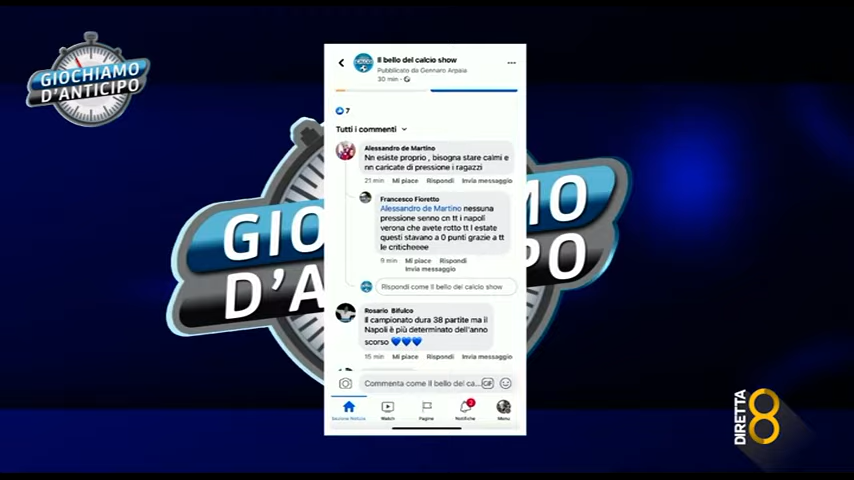 GIOCHIAMO
D'ANTICIPO
Il bello del calcio show
Pubblicato da Gennaro Arpaia
30 min ·
7
Tutti i commenti
Alessandro de Martino
Nn esiste proprio , bisogna stare calmi e
nn caricate di pressione i ragazzi
21 min Mi piace Rispondi Invia messaggio
Francesco Fioretto
Alessandro de Martino nessuna
pressione senno cn tt i napoli
verona che avete rotto tt l estate
questi stavano a 0 punti grazie a tt
le criticheeee
9 min Mi piace Rispondi
Invia messaggio
Rispondi come Il bello del calcio show
Rosario Bifulco
Il campionato dura 38 partite ma il
Napoli è più determinato dell'anno
scorso 💙💙💙
15 min Mi piace Rispondi Invia messaggio
Commenta come Il bello del ca... GIF
Sezione Notizie Watch Pagine 2 Notifiche Menu
GIO MO
D'A PO
DIRETTA
8